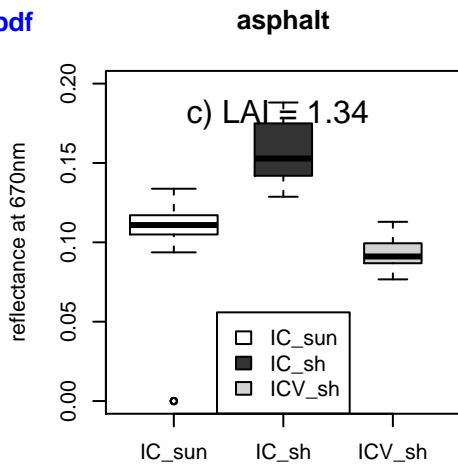 pdf
asphalt
c) LAI = 1.34
reflectance at 670nm
0.20
0.15
0.10
0.05
0.00
IC_sun
IC_sh
ICV_sh
IC_sun
IC_sh
ICV_sh